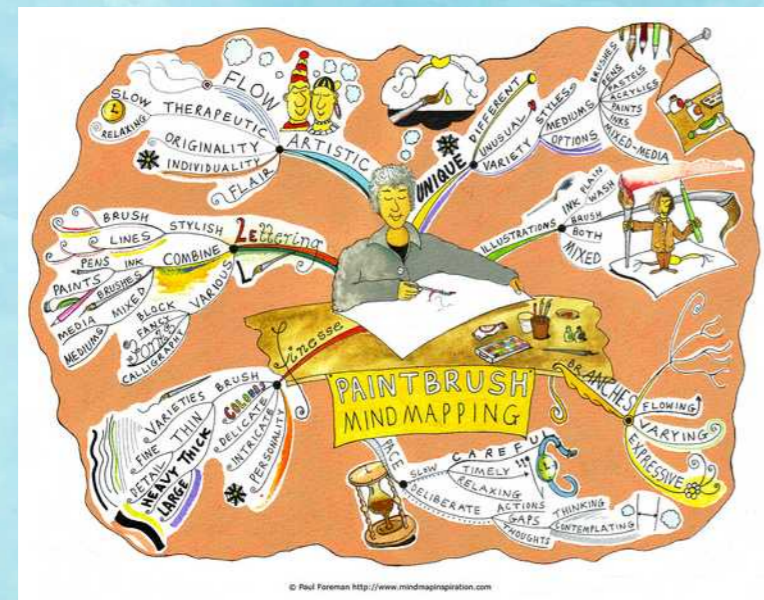 PAINTBRUSH
MINDMAPPING
ARTISTIC
FLOW
THERAPEUTIC
SLOW
RELAXING
ORIGINALITY
INDIVIDUALITY
FLAIR
UNIQUE
DIFFERENT
UNUSUAL
VARIETY
STYLES
MEDIUMS
OPTIONS
BRUSHES
PENS
PASTELS
ACRYLICS
PAINTS
INKS
MIXED-MEDIA
ILLUSTRATIONS
INK
PLAIN
WASH
BRUSH
BOTH
MIXED
BRANCHES
FLOWING
VARYING
EXPRESSIVE
PACE
SLOW
CAREFUL
TIMELY
RELAXING
DELIBERATE
ACTIONS
GAPS
THOUGHTS
THINKING
CONTEMPLATING
Finesse
BRUSH
VARIETIES
FINE
THIN
DETAIL
HEAVY THICK
LARGE
COLOURS
DELICATE
INTRICATE
PERSONALITY
LEttering
STYLISH
BRUSH
LINES
COMBINE
PENS INK
PAINTS
BRUSHES
MIXED
MEDIA
MEDIUMS
VARIOUS
BLOCK
FANCY
CALLIGRAPHY
© Paul Foreman http://www.mindmapinspiration.com